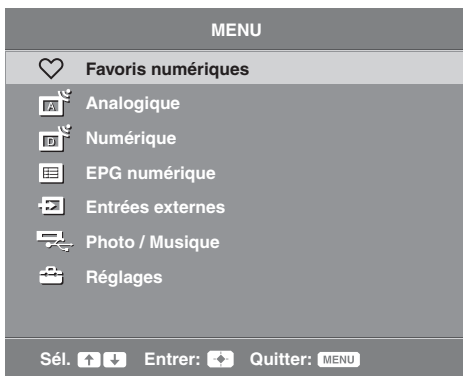 MENU
Favoris numériques
A Analogique
D Numérique
EPG numérique
Entrées externes
Photo / Musique
Réglages
Sél. Entrer: Quitter: MENU